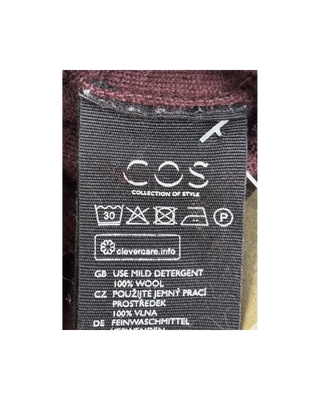 COS
COLLECTION OF STYLE
30 P
clevercare.info
GB USE MILD DETERGENT
100% WOOL
CZ POUŽIJTE JEMNÝ PRACÍ
PROSTŘEDEK
100% VLNA
DE FEINWASCHMITTEL
VERWENDEN